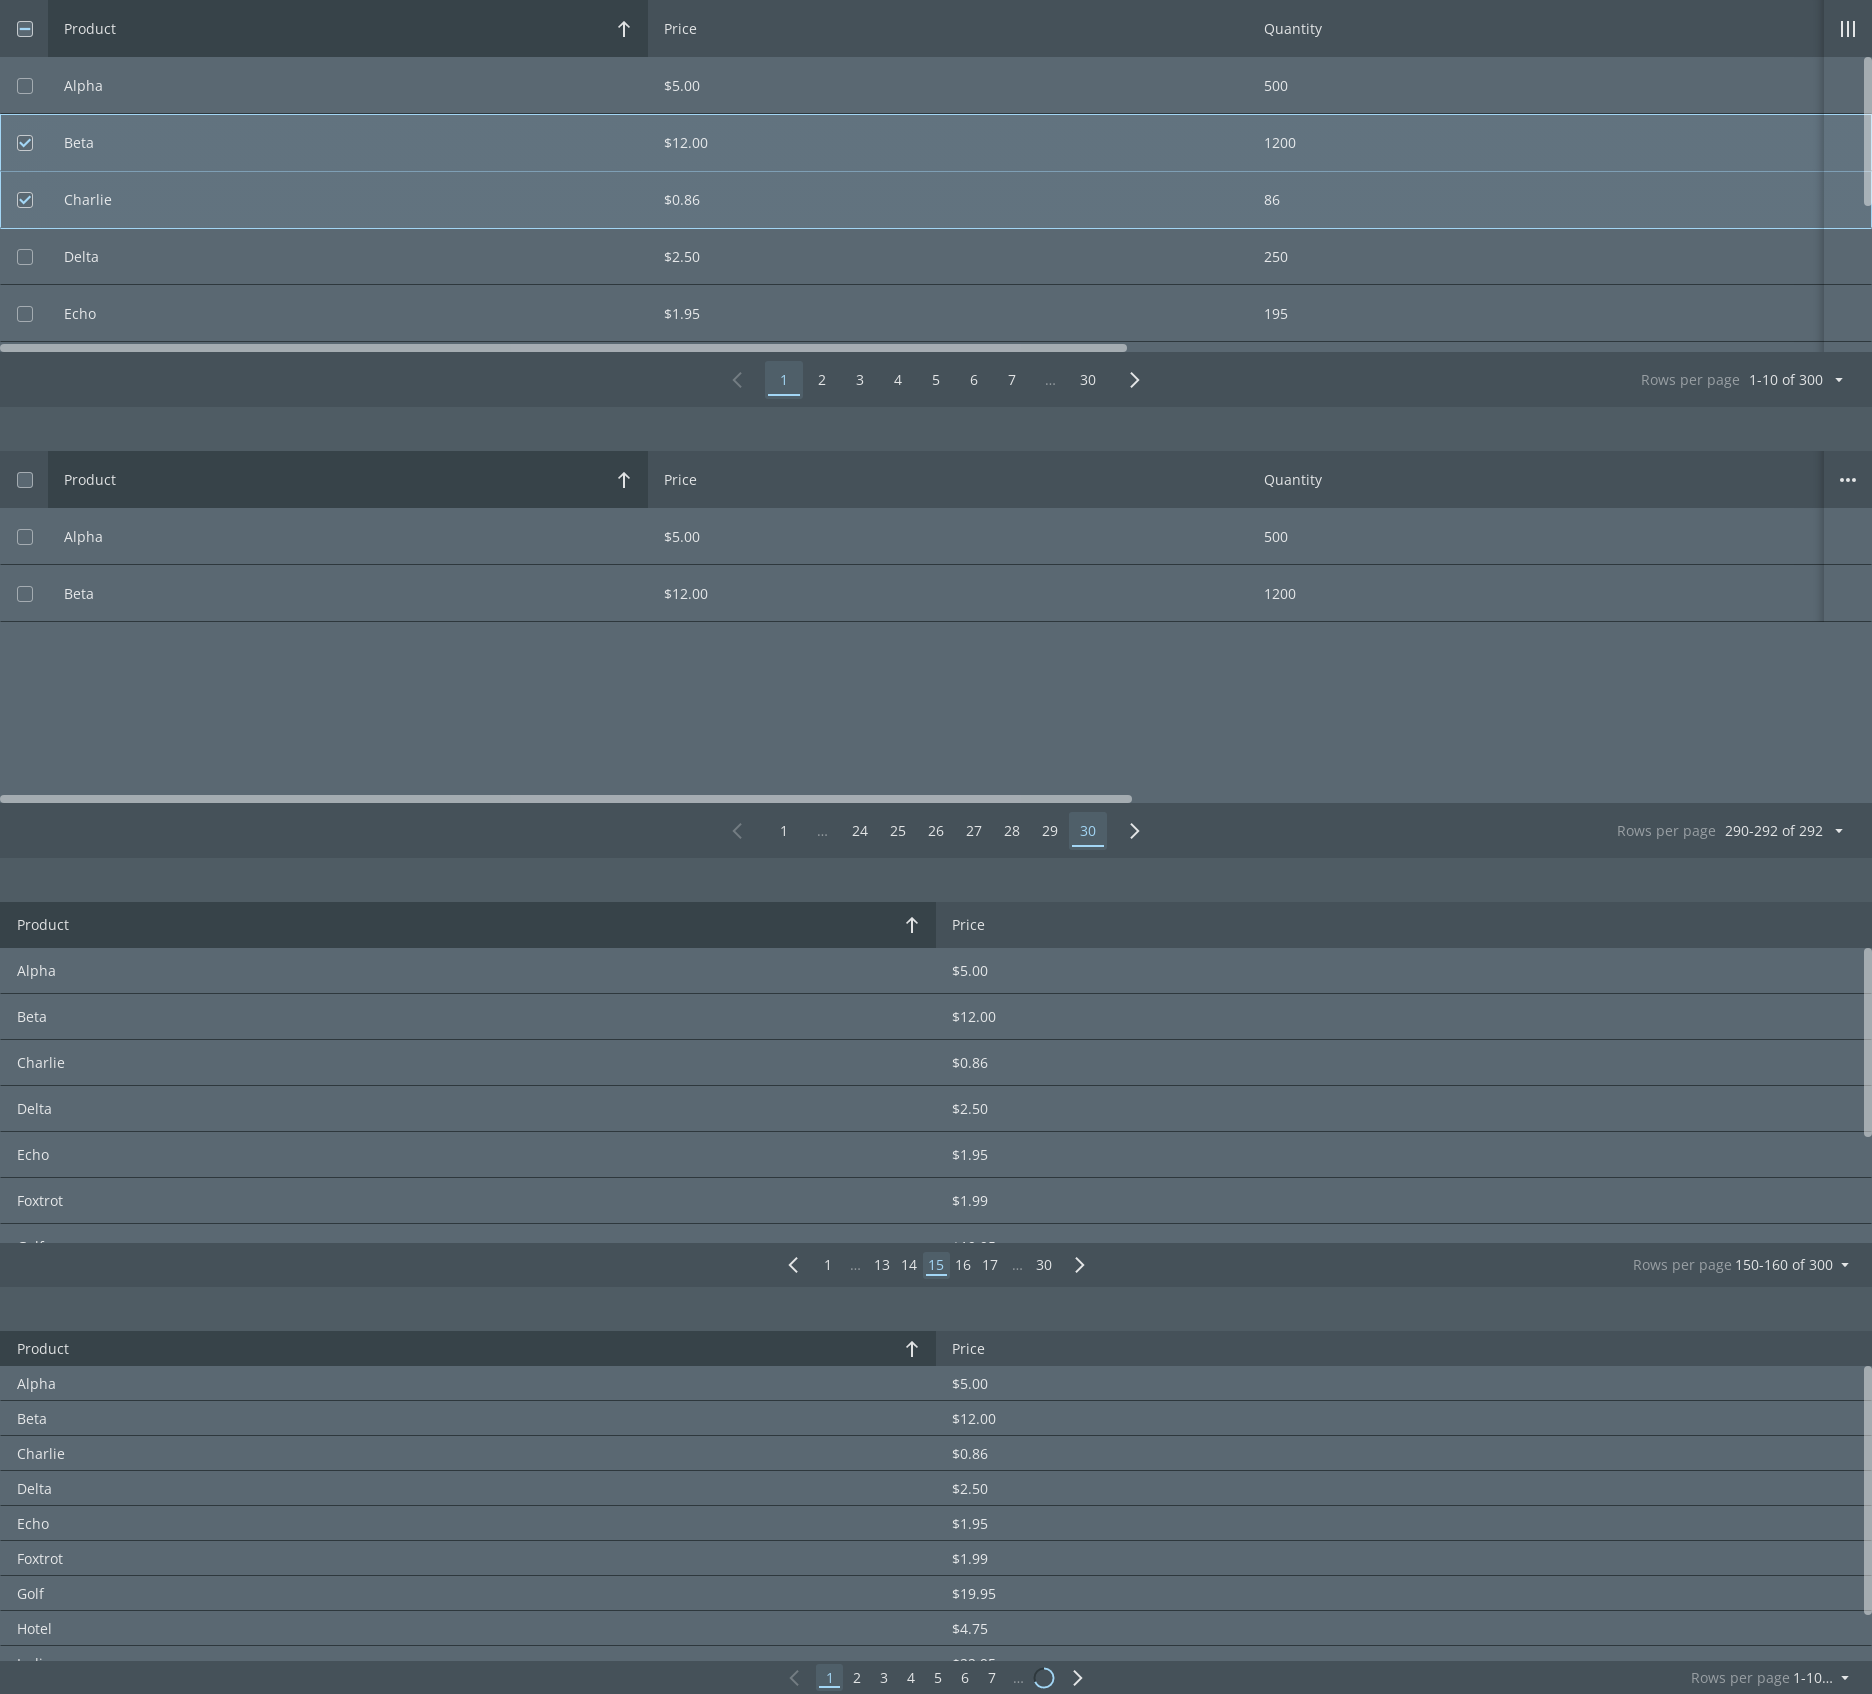 Product Price Quantity
Alpha $5.00 500
Beta $12.00 1200
Charlie $0.86 86
Delta $2.50 250
Echo $1.95 195
1 2 3 4 5 6 7 ... 30 Rows per page 1-10 of 300
Product Price Quantity
Alpha $5.00 500
Beta $12.00 1200
1 ... 24 25 26 27 28 29 30 Rows per page 290-292 of 292
Product Price
Alpha $5.00
Beta $12.00
Charlie $0.86
Delta $2.50
Echo $1.95
Foxtrot $1.99
1 ... 13 14 15 16 17 ... 30 Rows per page 150-160 of 300
Product Price
Alpha $5.00
Beta $12.00
Charlie $0.86
Delta $2.50
Echo $1.95
Foxtrot $1.99
Golf $19.95
Hotel $4.75
1 2 3 4 5 6 7 ... Rows per page 1-10...